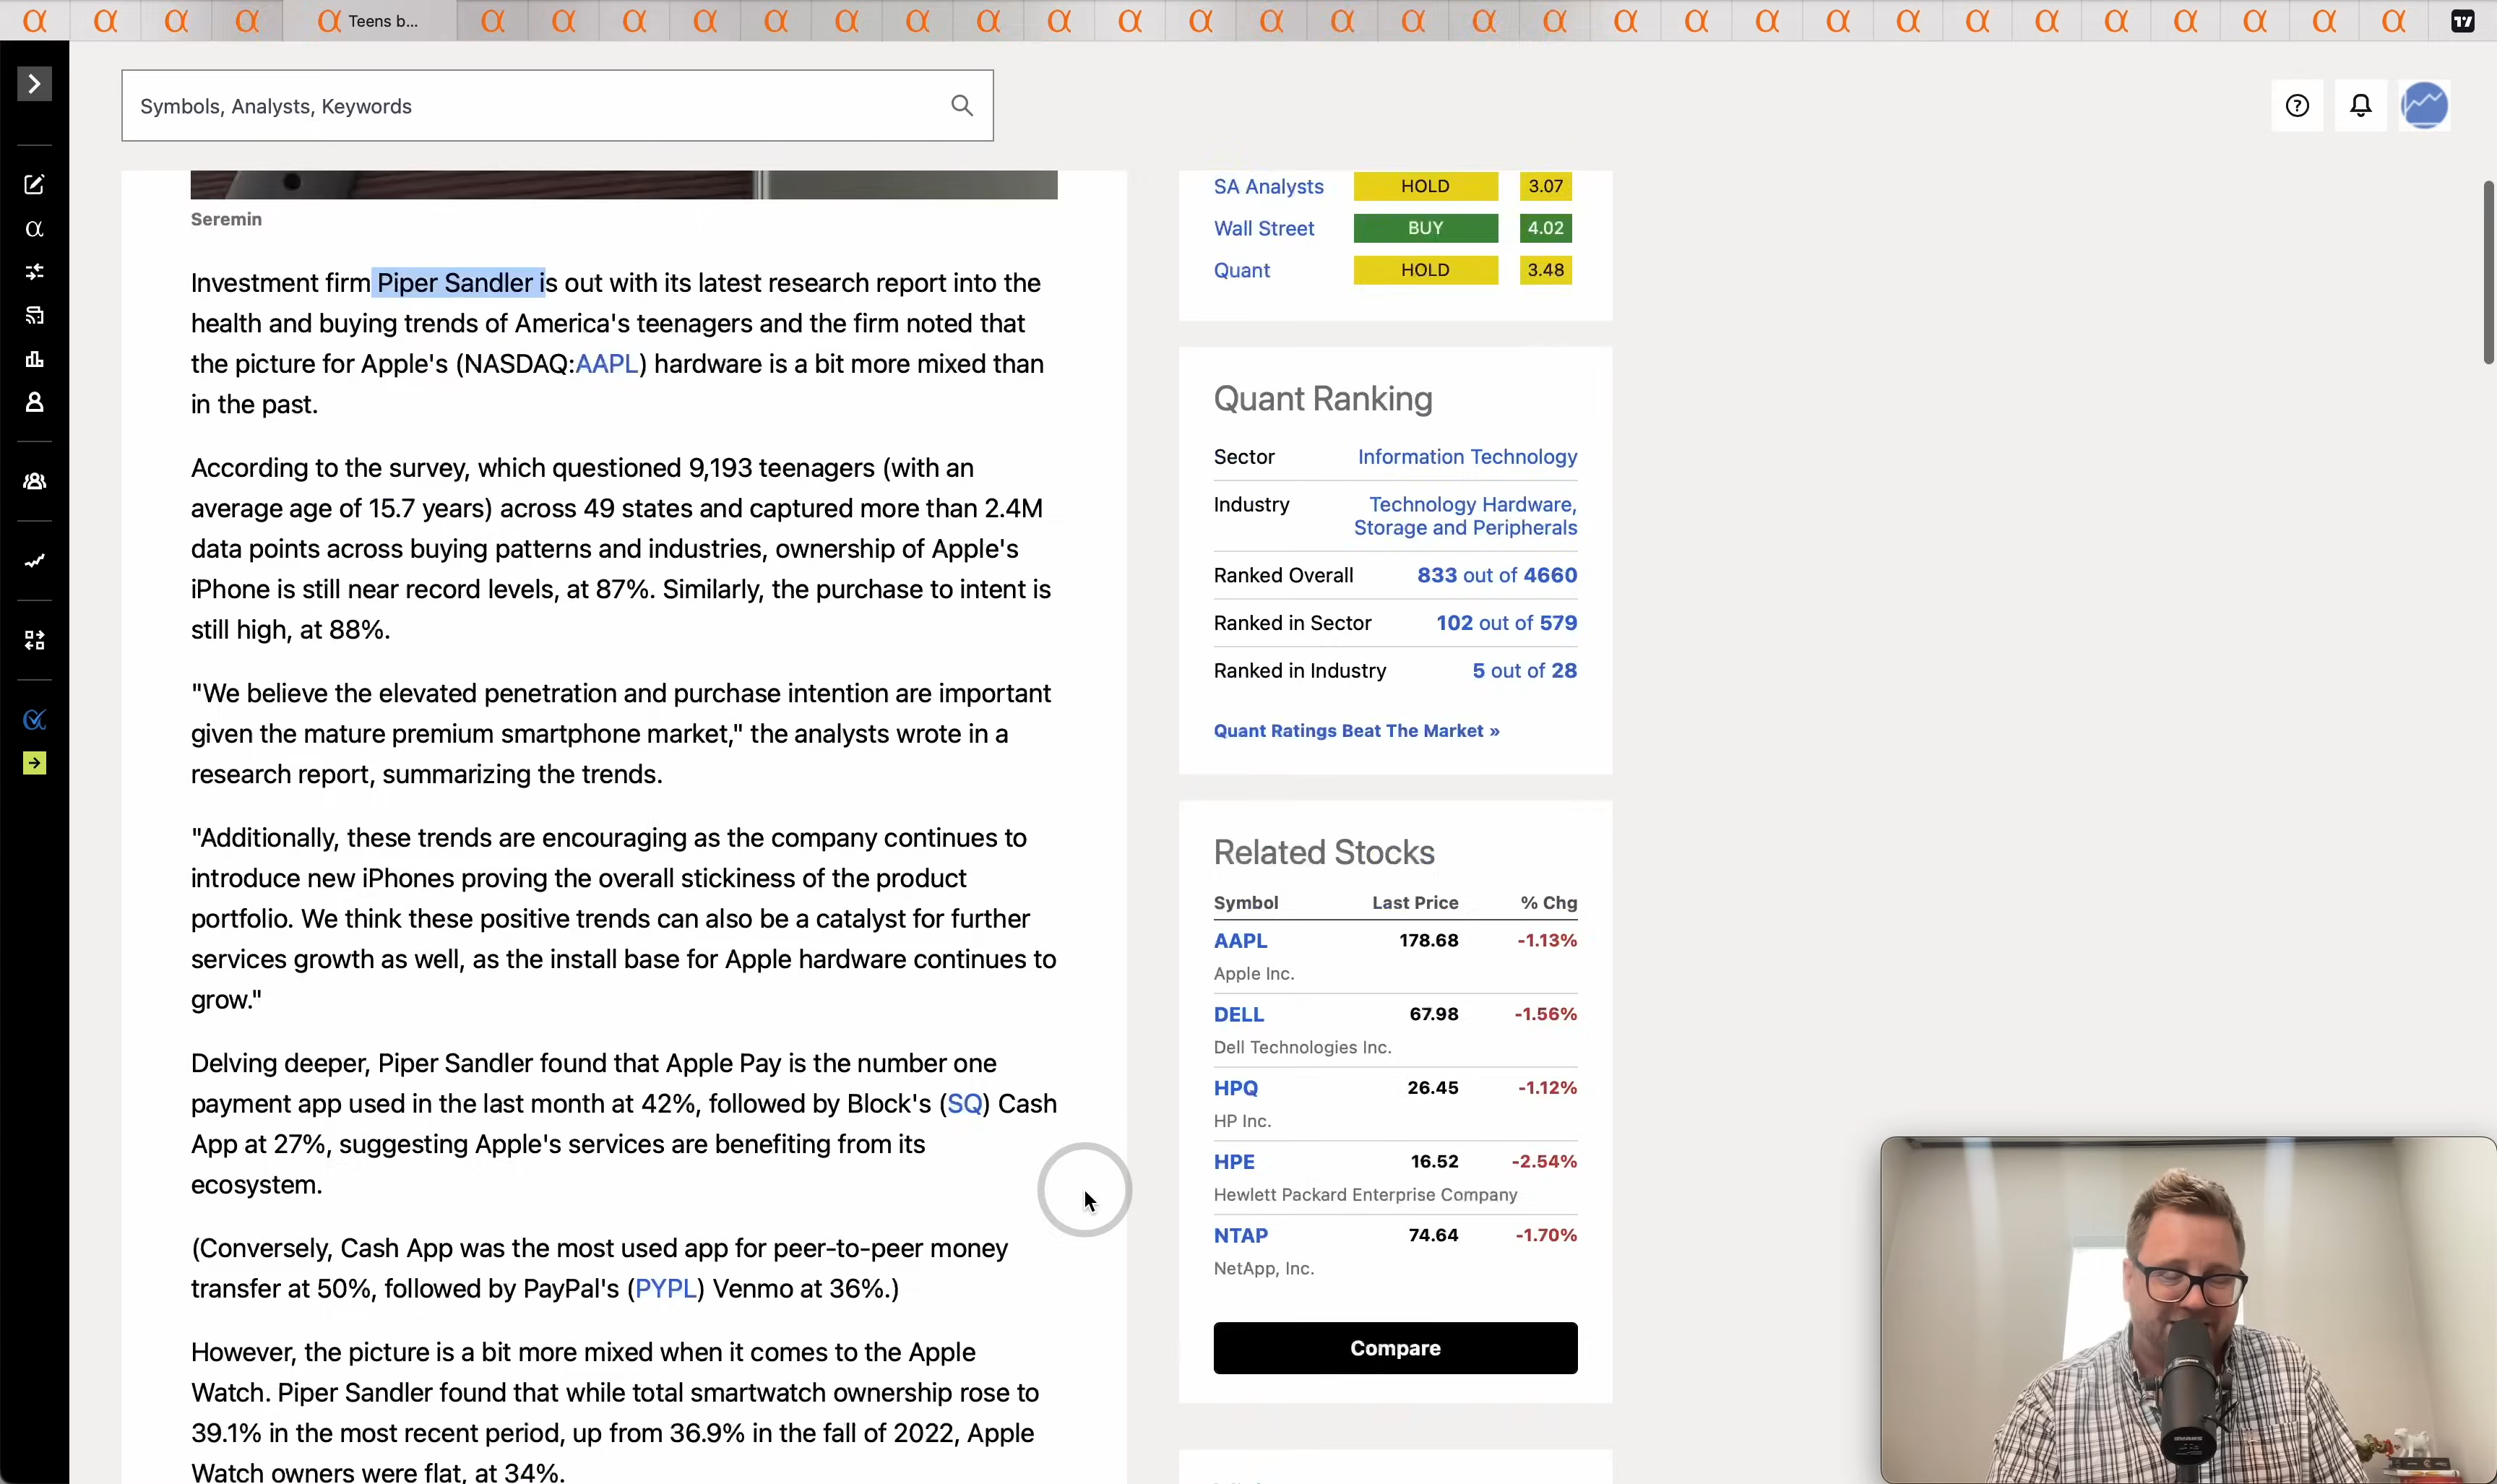 Teens b...
Symbols, Analysts, Keywords
Seremin
Investment firm Piper Sandler is out with its latest research report into the
health and buying trends of America's teenagers and the firm noted that
the picture for Apple's (NASDAQ:AAPL) hardware is a bit more mixed than
in the past.
According to the survey, which questioned 9,193 teenagers (with an
average age of 15.7 years) across 49 states and captured more than 2.4M
data points across buying patterns and industries, ownership of Apple's
iPhone is still near record levels, at 87%. Similarly, the purchase to intent is
still high, at 88%.
"We believe the elevated penetration and purchase intention are important
given the mature premium smartphone market," the analysts wrote in a
research report, summarizing the trends.
"Additionally, these trends are encouraging as the company continues to
introduce new iPhones proving the overall stickiness of the product
portfolio. We think these positive trends can also be a catalyst for further
services growth as well, as the install base for Apple hardware continues to
grow."
Delving deeper, Piper Sandler found that Apple Pay is the number one
payment app used in the last month at 42%, followed by Block's (SQ) Cash
App at 27%, suggesting Apple's services are benefiting from its
ecosystem.
(Conversely, Cash App was the most used app for peer-to-peer money
transfer at 50%, followed by PayPal's (PYPL) Venmo at 36%.)
However, the picture is a bit more mixed when it comes to the Apple
Watch. Piper Sandler found that while total smartwatch ownership rose to
39.1% in the most recent period, up from 36.9% in the fall of 2022, Apple
Watch owners were flat, at 34%.
SA Analysts HOLD 3.07
Wall Street BUY 4.02
Quant HOLD 3.48
Quant Ranking
Sector Information Technology
Industry Technology Hardware,
Storage and Peripherals
Ranked Overall 833 out of 4660
Ranked in Sector 102 out of 579
Ranked in Industry 5 out of 28
Quant Ratings Beat The Market »
Related Stocks
Symbol Last Price % Chg
AAPL 178.68 -1.13%
Apple Inc.
DELL 67.98 -1.56%
Dell Technologies Inc.
HPQ 26.45 -1.12%
HP Inc.
HPE 16.52 -2.54%
Hewlett Packard Enterprise Company
NTAP 74.64 -1.70%
NetApp, Inc.
Compare